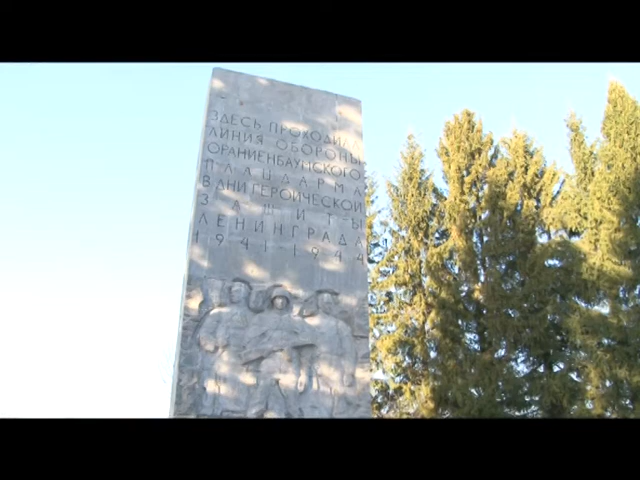 ЗДЕСЬ ПРОХОДИЛА
ЛИНИЯ ОБОРОНЫ
ОРАНИЕНБАУМСКОГО
ПЛАЦДАРМА
В ДНИ ГЕРОИЧЕСКОЙ
ЗАЩИТЫ
ЛЕНИНГРАДА
1941 1944